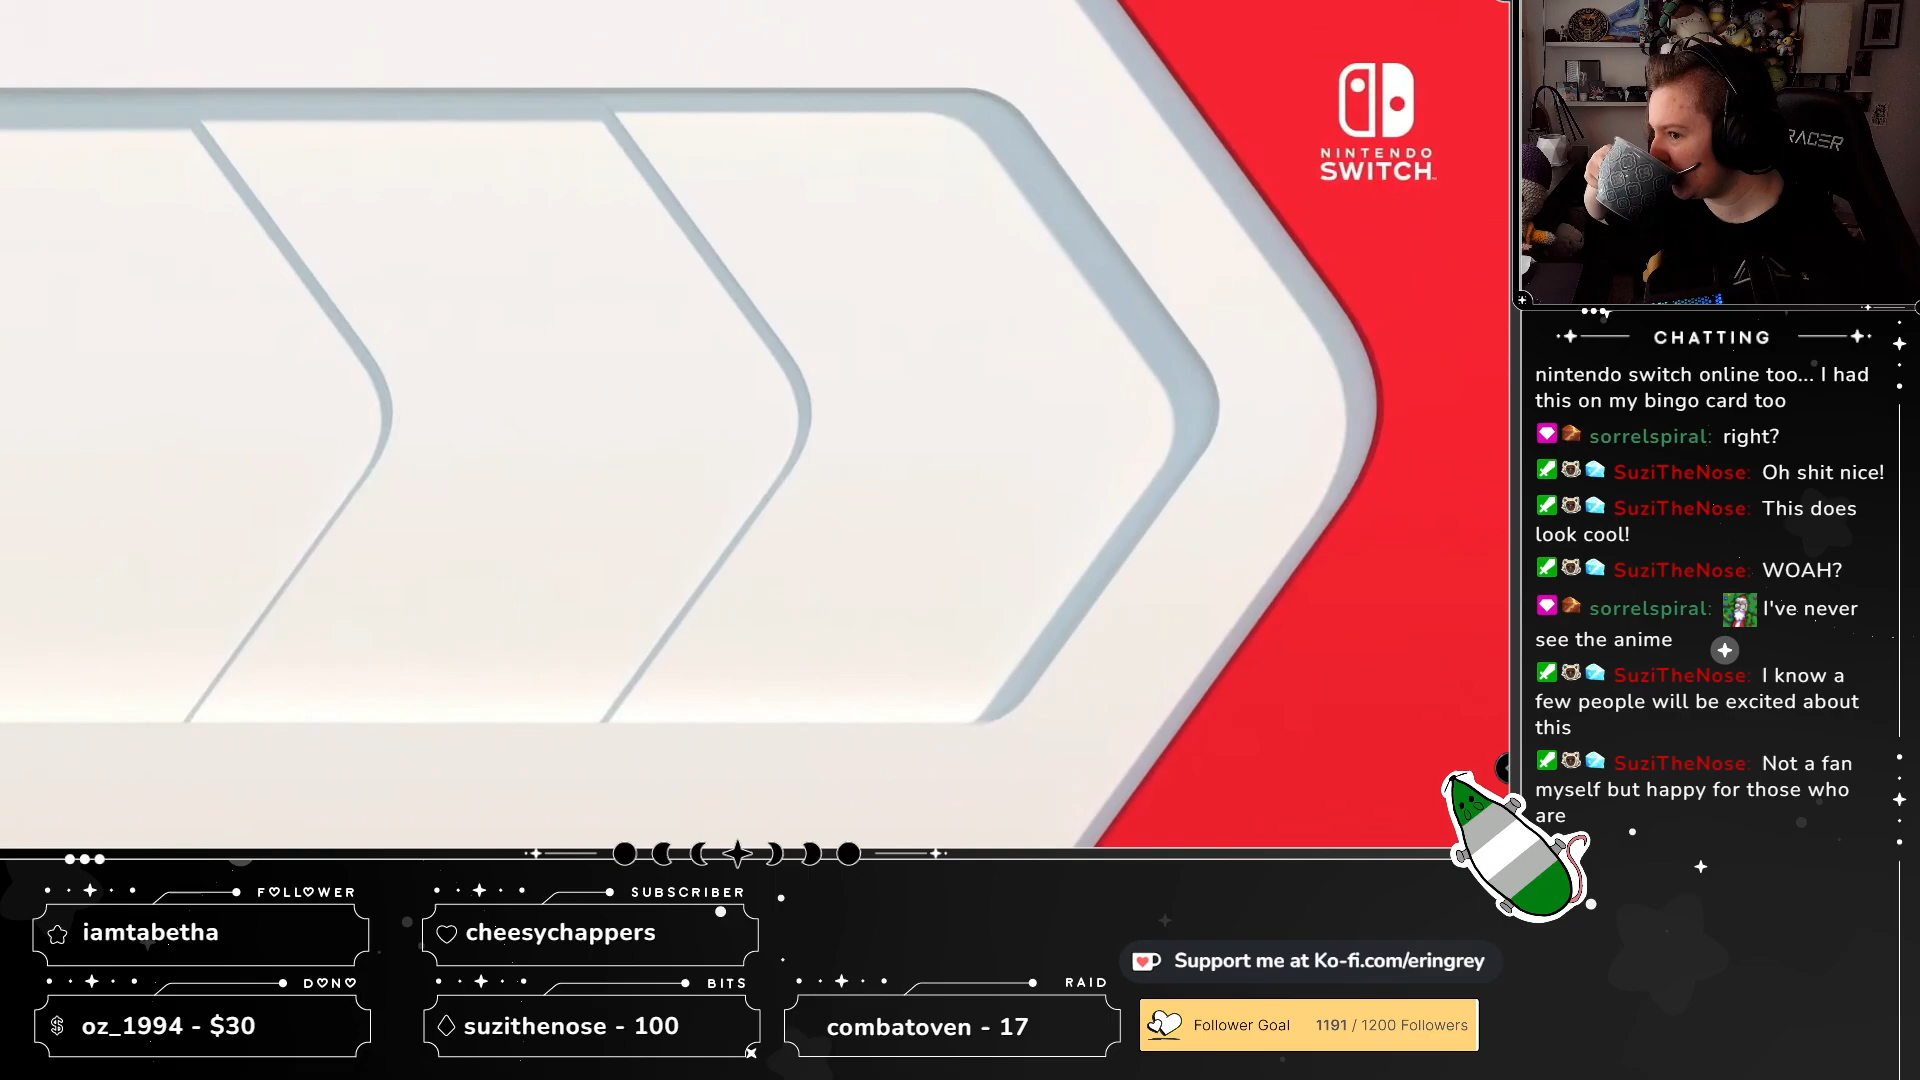 NINTENDO
SWITCH
RACER
CHATTING
nintendo switch online too... I had
this on my bingo card too
sorrelspiral: right?
SuziTheNose: Oh shit nice!
SuziTheNose: This does
look cool!
SuziTheNose: WOAH?
sorrelspiral: I've never
see the anime
SuziTheNose: I know a
few people will be excited about
this
SuziTheNose: Not a fan
myself but happy for those who
are
FOLLOWER
iamtabetha
SUBSCRIBER
cheesychappers
DONO
oz_1994 - $30
BITS
suzithenose - 100
RAID
combatoven - 17
Support me at Ko-fi.com/eringrey
Follower Goal 1191 / 1200 Followers